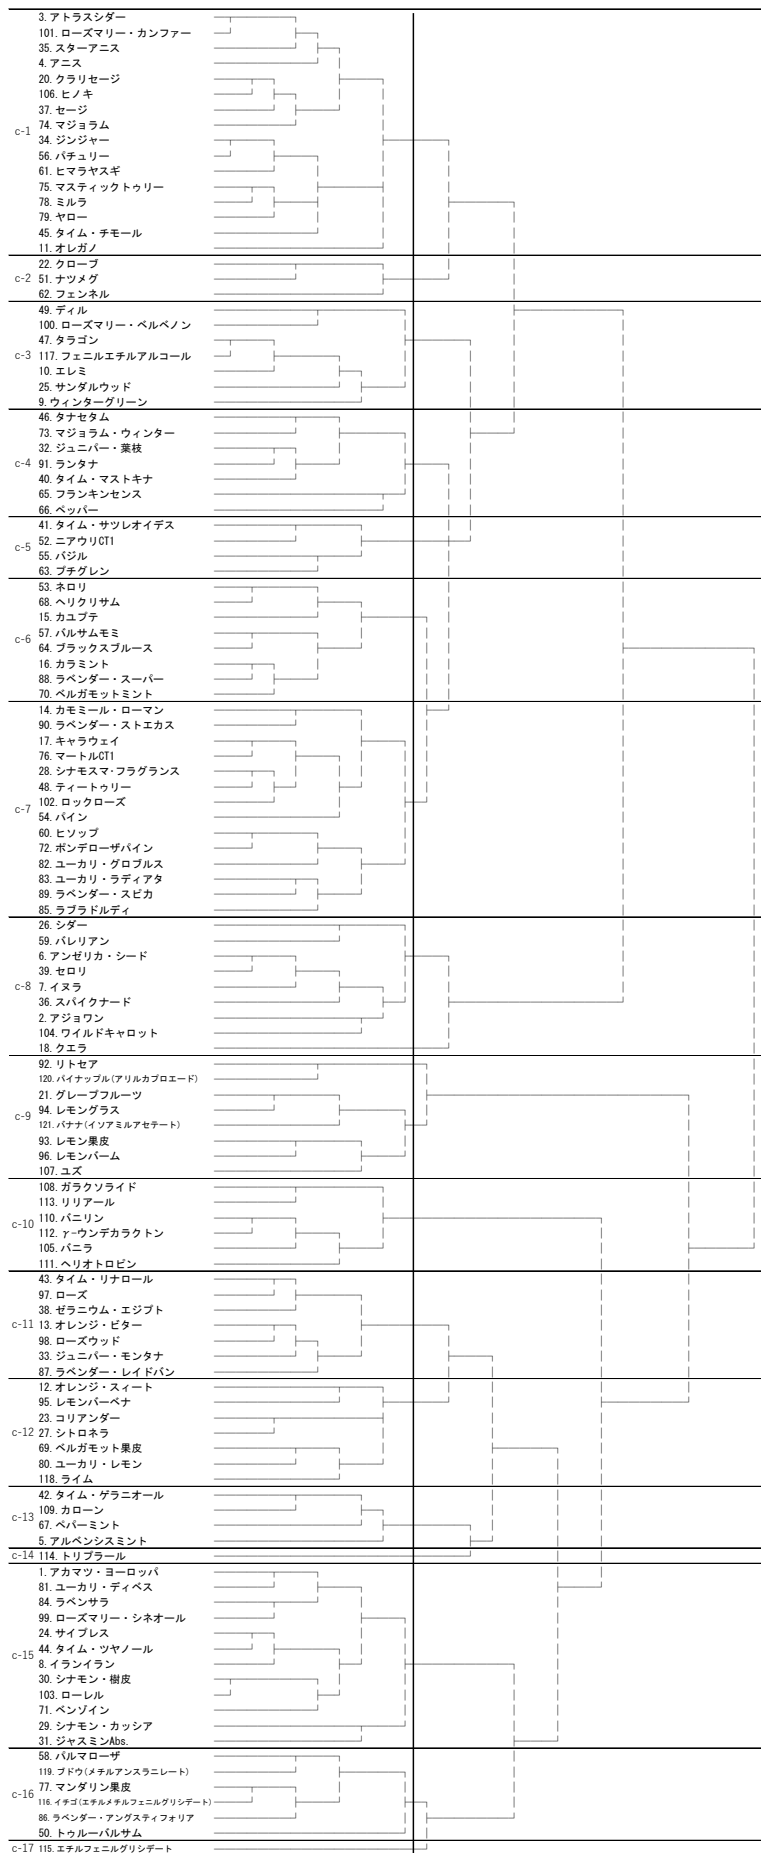 3. アトラスシダー
101. ローズマリー・カンファー
35. スターアニス
4. アニス
20. クラリセージ
106. ヒノキ
37. セージ
74. マジョラム
c-1
34. ジンジャー
56. パチュリー
61. ヒマラヤスギ
75. マスティックトゥリー
78. ミルラ
79. ヤロー
45. タイム・チモール
11. オレガノ
22. クローブ
c-2 51. ナツメグ
62. フェンネル
49. ディル
100. ローズマリー・ベルベノン
47. タラゴン
c-3 117. フェニルエチルアルコール
10. エレミ
25. サンダルウッド
9. ウィンターグリーン
46. タナセタム
73. マジョラム・ウィンター
32. ジュニパー・葉枝
c-4 91. ランタナ
40. タイム・マストキナ
65. フランキンセンス
66. ペッパー
41. タイム・サツレオイデス
52. ニアウリCT1
c-5
55. バジル
63. プチグレン
53. ネロリ
68. ヘリクリサム
15. カユプテ
57. バルサムモミ
c-6
64. ブラックスプルース
16. カラミント
88. ラベンダー・スーパー
70. ベルガモットミント
14. カモミール・ローマン
90. ラベンダー・ストエカス
17. キャラウェイ
76. マートルCT1
28. シナモスマ・フラグランス
48. ティートゥリー
102. ロックローズ
c-7
54. パイン
60. ヒソップ
72. ポンデローザパイン
82. ユーカリ・グロブルス
83. ユーカリ・ラディアタ
89. ラベンダー・スピカ
85. ラブラドルティ
26. シダー
59. バレリアン
6. アンゼリカ・シード
39. セロリ
c-8 7. イヌラ
36. スパイクナード
2. アジョワン
104. ワイルドキャロット
18. クエラ
92. リトセア
120. パイナップル(アリルカプロエード)
21. グレープフルーツ
94. レモングラス
c-9
121. バナナ(イソアミルアセテート)
93. レモン果皮
96. レモンバーム
107. ユズ
108. ガラクソライド
113. リリアール
110. バニリン
c-10
112. γ-ウンデカラクトン
105. バニラ
111. ヘリオトロピン
43. タイム・リナロール
97. ローズ
38. ゼラニウム・エジプト
c-11 13. オレンジ・ビター
98. ローズウッド
33. ジュニパー・モンタナ
87. ラベンダー・レイドバン
12. オレンジ・スィート
95. レモンバーベナ
23. コリアンダー
c-12 27. シトロネラ
69. ベルガモット果皮
80. ユーカリ・レモン
118. ライム
42. タイム・ゲラニオール
109. カローン
c-13
67. ペパーミント
5. アルベンシスミント
c-14 114. トリプラール
1. アカマツ・ヨーロッパ
81. ユーカリ・ディベス
84. ラベンサラ
99. ローズマリー・シネオール
24. サイプレス
44. タイム・ツヤノール
c-15
8. イランイラン
30. シナモン・樹皮
103. ローレル
71. ベンゾイン
29. シナモン・カッシア
31. ジャスミンAbs.
58. パルマローザ
119. ブドウ(メチルアンスラニレート)
77. マンダリン果皮
c-16
116. イチゴ(エチルメチルフェニルグリシデート)
86. ラベンダー・アングスティフォリア
50. トゥルーバルサム
c-17 115. エチルフェニルグリシデート